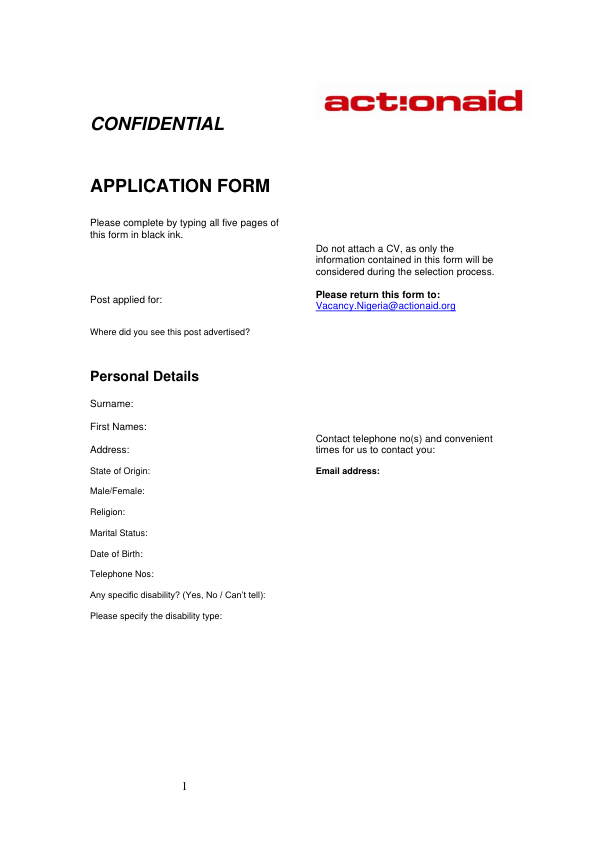 act!onaid
CONFIDENTIAL
APPLICATION FORM
Please complete by typing all five pages of
this form in black ink.
Do not attach a CV, as only the
information contained in this form will be
considered during the selection process.
Please return this form to:
Vacancy.Nigeria@actionaid.org
Post applied for:
Where did you see this post advertised?
Personal Details
Surname:
First Names:
Address:
Contact telephone no(s) and convenient
times for us to contact you:
State of Origin:
Email address:
Male/Female:
Religion:
Marital Status:
Date of Birth:
Telephone Nos:
Any specific disability? (Yes, No / Can't tell):
Please specify the disability type:
1